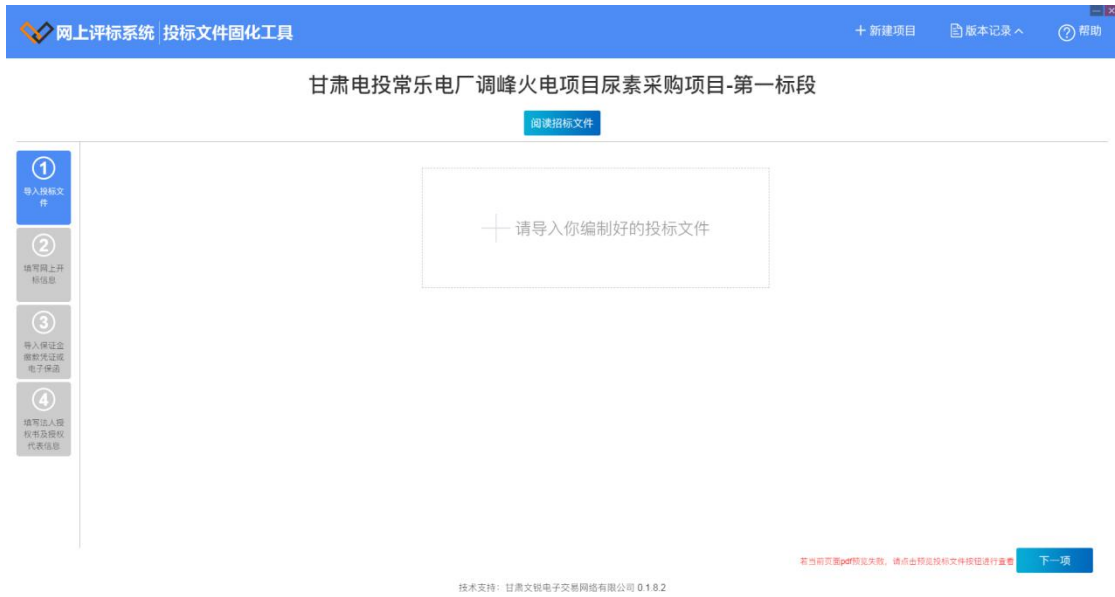 网上评标系统 投标文件固化工具
新建项目
版本记录
帮助
甘肃电投常乐电厂调峰火电项目尿素采购项目-第一标段
阅读招标文件
1
导入投标文
件
请导入你编制好的投标文件
2
填写网上开
标信息
3
导入保证金
缴款凭证或
电子保函
4
填写法人授
权书及授权
代表信息
若当前页面pdf预览失败，请点击预览投标文件按钮进行查看
下一项
技术支持：甘肃文锐电子交易网络有限公司 0.1.8.2